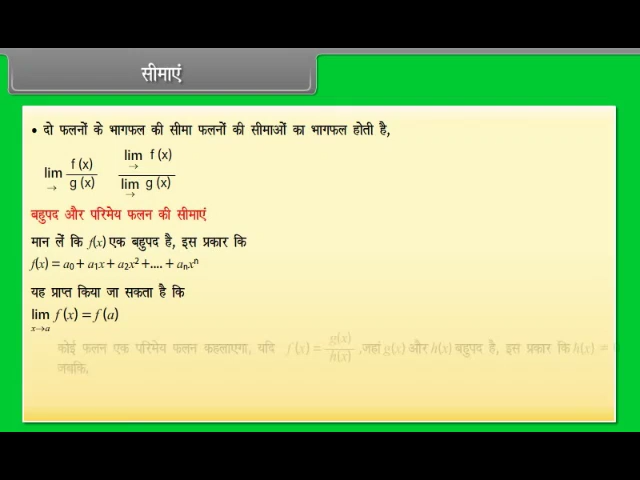 सीमाएं
• दो फलनों के भागफल की सीमा फलनों की सीमाओं का भागफल होती है,
lim→ f(x)/g(x) lim→ f(x)/lim→ g(x)
बहुपद और परिमेय फलन की सीमाएं
मान लें कि f(x) एक बहुपद है, इस प्रकार कि
f(x) = a₀ + a₁x + a₂x² +....+ aₙxⁿ
यह प्राप्त किया जा सकता है कि
lim x→a f(x) = f(a)
कोई फलन एक परिमेय फलन कहलाएगा, यदि f(x) = g(x)/h(x) ,जहां g(x) और h(x) बहुपद है, इस प्रकार कि h(x) =
जबकि,